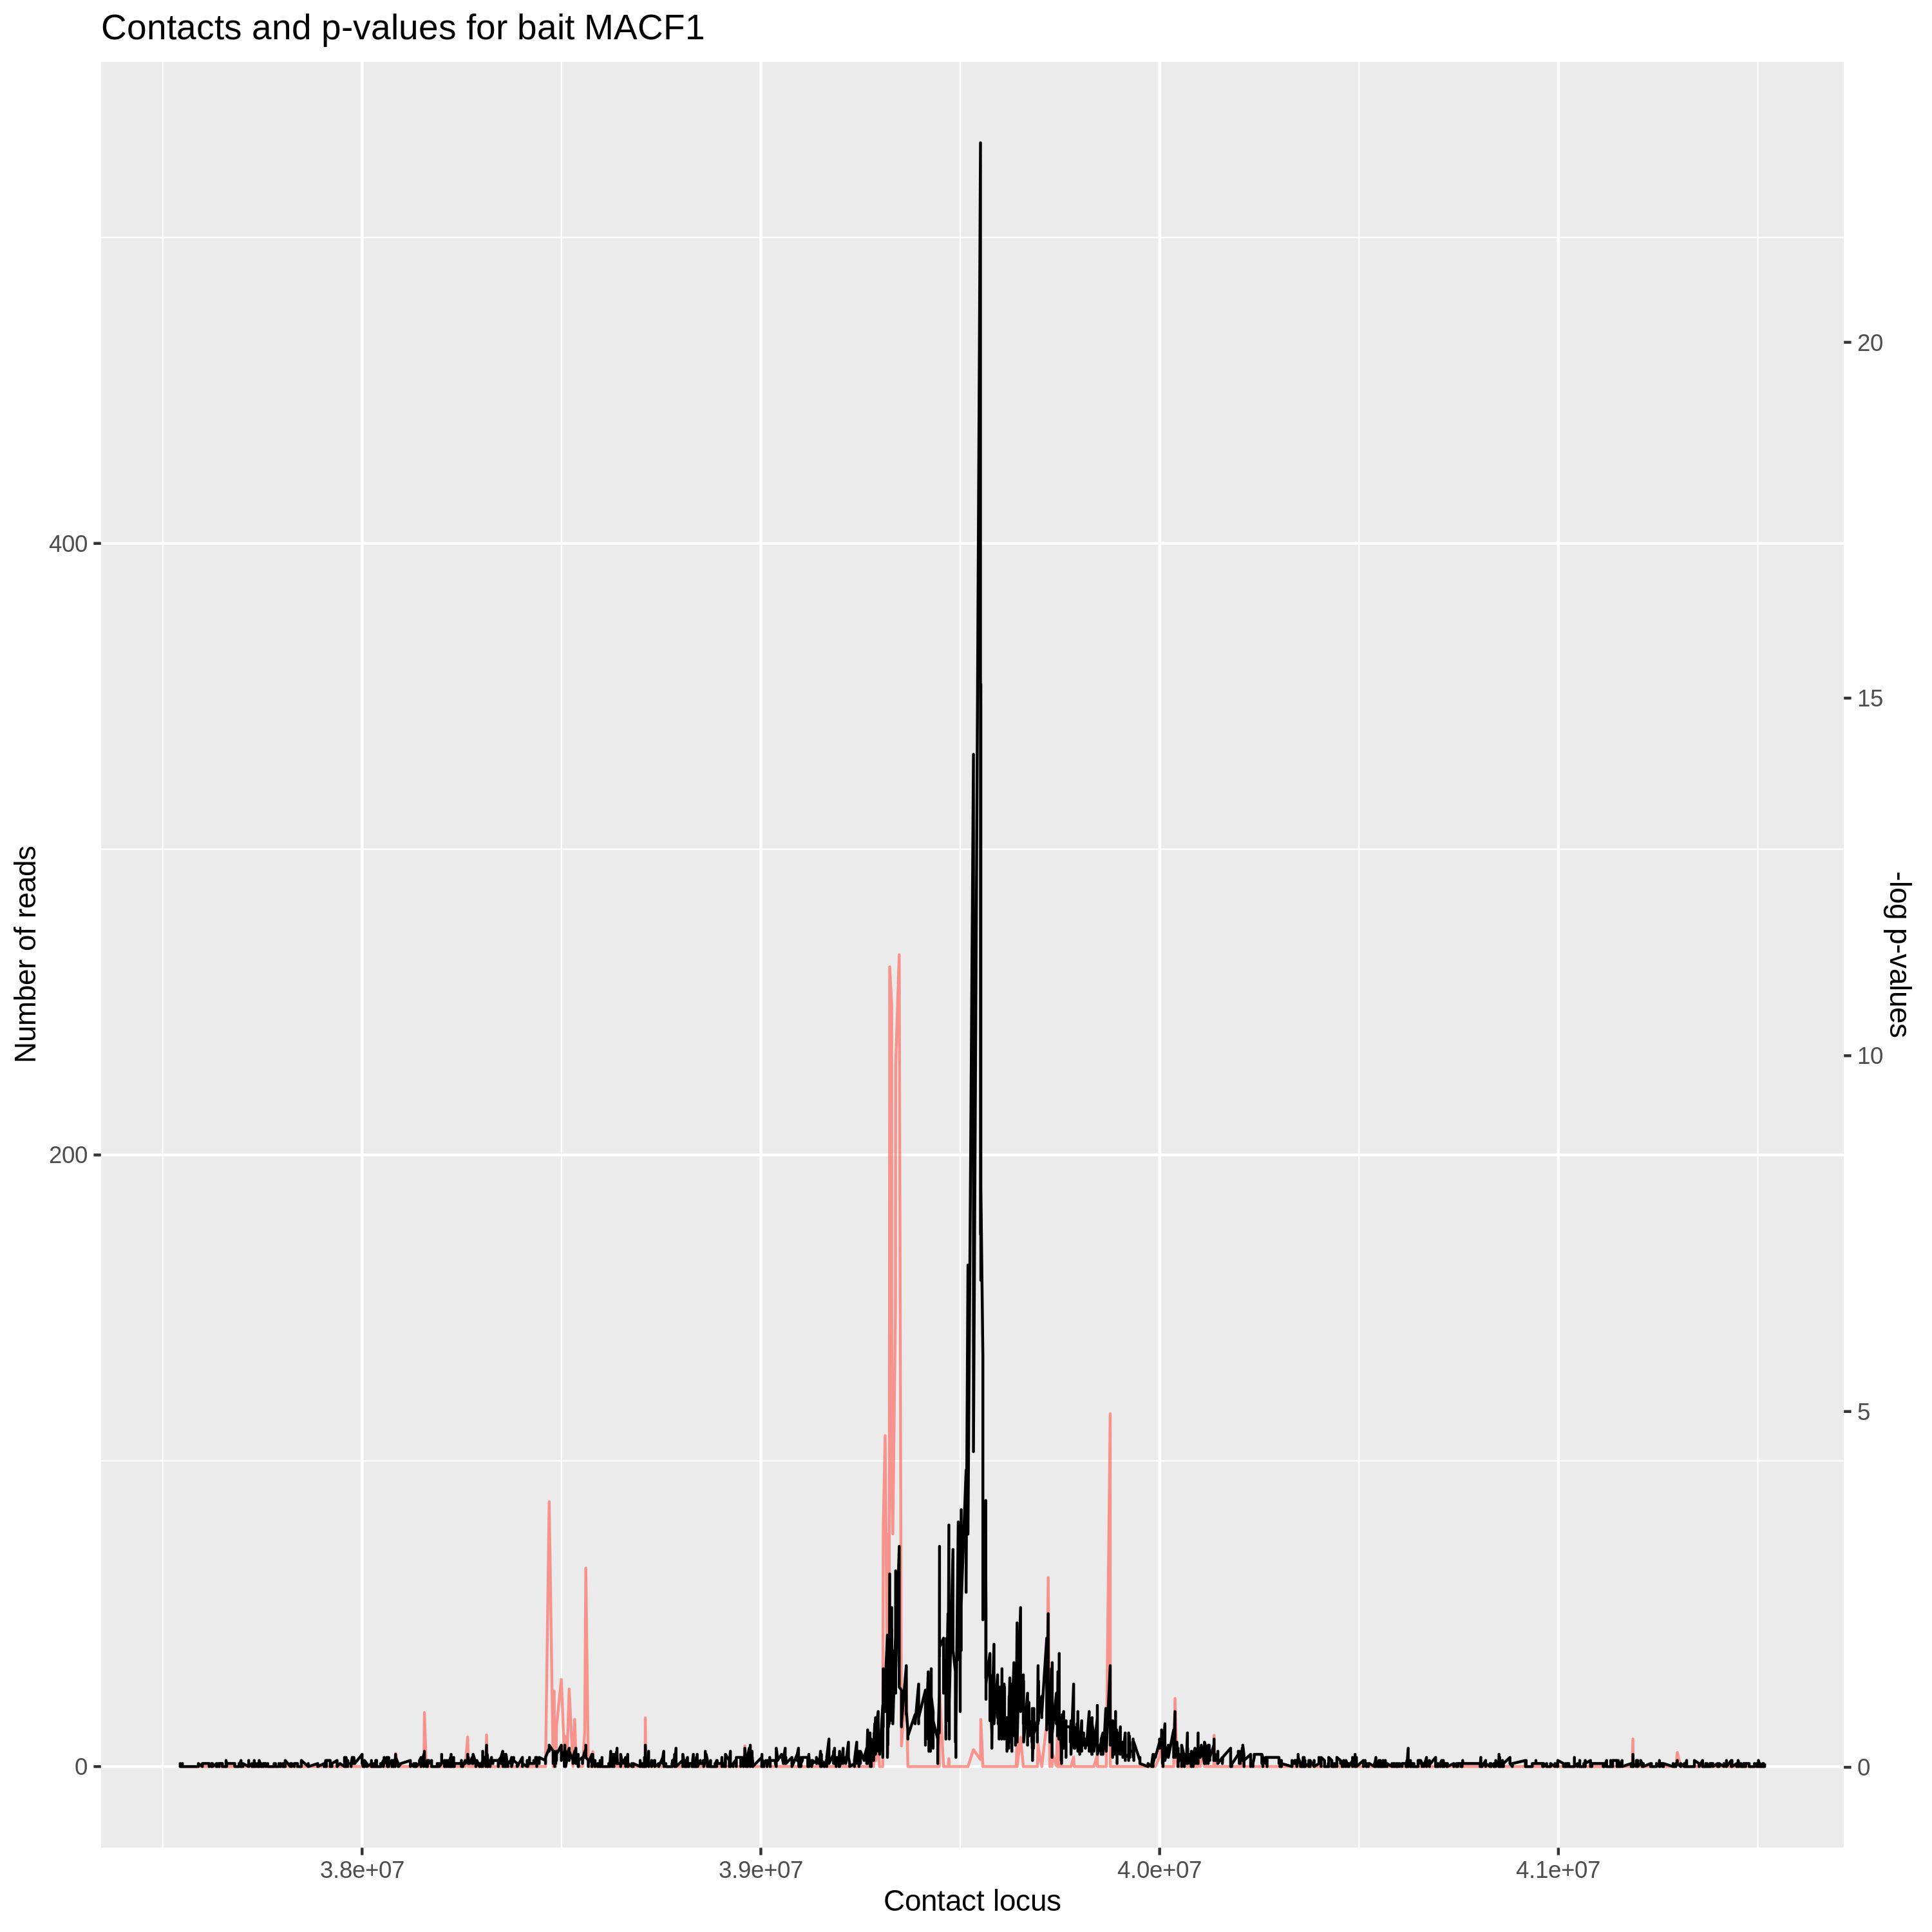 Contacts and p-values for bait MACF1
Number of reads
400
200
0
20
15
10
5
0
-log p-values
3.8e+07
3.9e+07
4.0e+07
4.1e+07
Contact locus